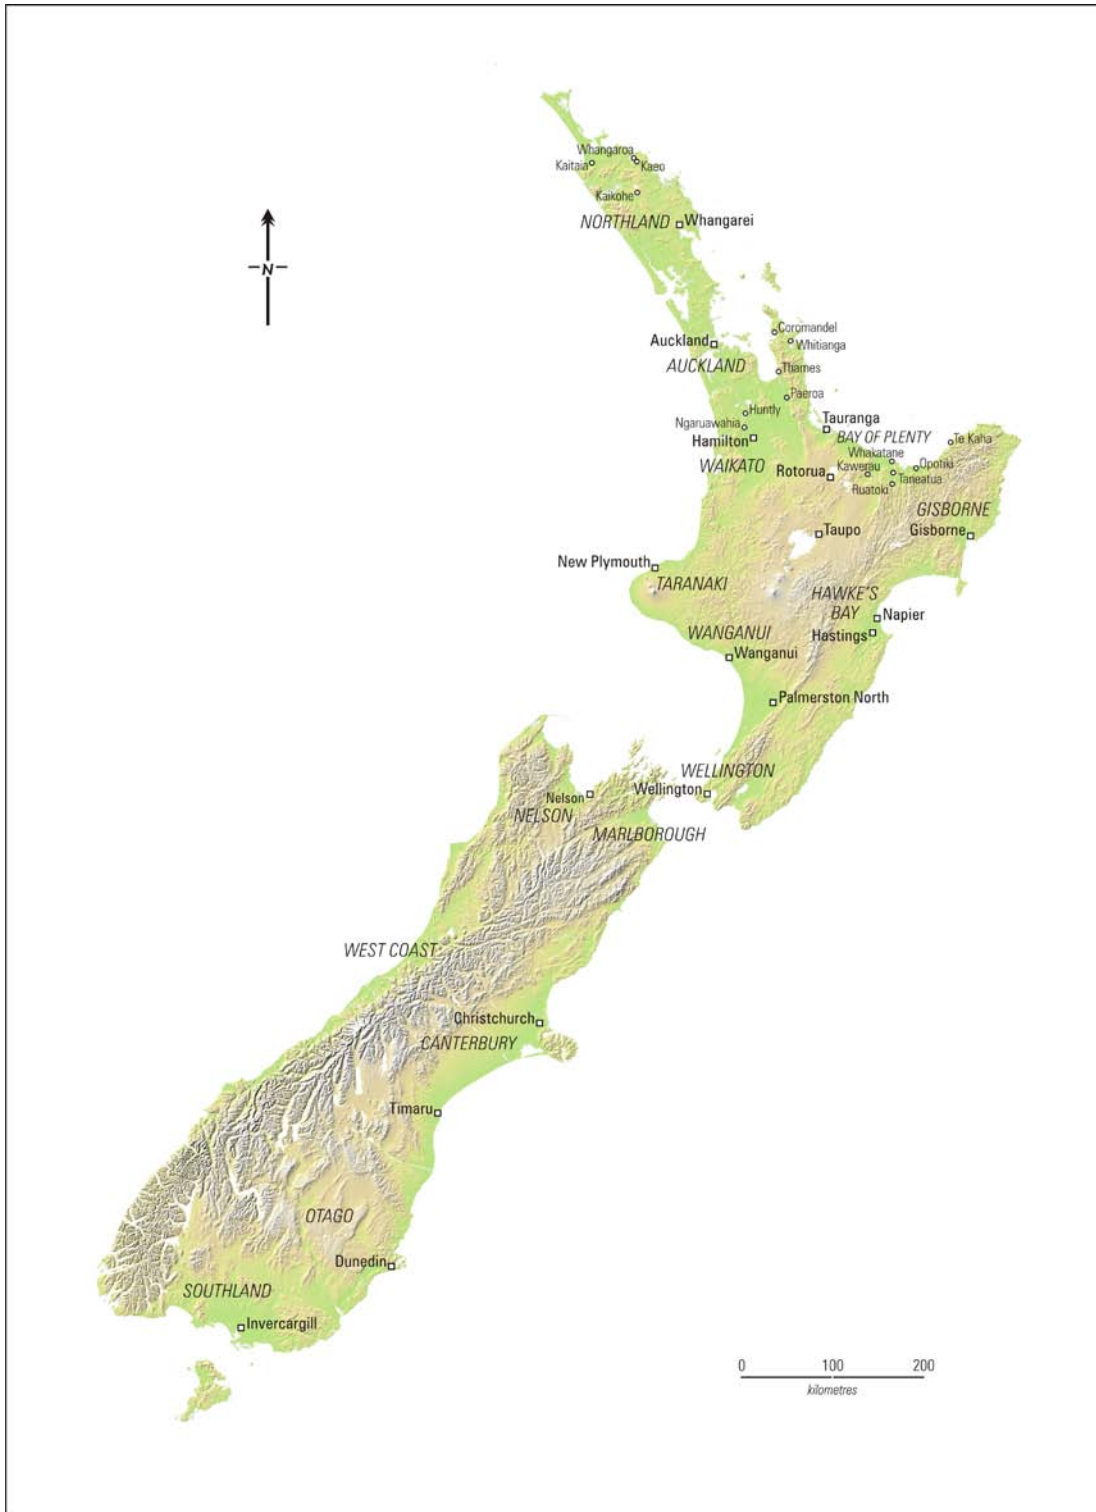 Whangaroa
Kaitaia
Kaeo
Kaikohe
NORTHLAND
Whangarei
N
Coromandel
Auckland
Whitianga
AUCKLAND
Thames
Paeroa
Huntly
Ngaruawahia
Tauranga
Hamilton
BAY OF PLENTY
Te Kaha
Whakatane
WAIKATO
Kawerau
Opotiki
Rotorua
Taneatua
Ruatoki
GISBORNE
Taupo
Gisborne
New Plymouth
TARANAKI
HAWKE'S
BAY
Napier
WANGANUI
Hastings
Wanganui
Palmerston North
WELLINGTON
Nelson
Wellington
NELSON
MARLBOROUGH
WEST COAST
Christchurch
CANTERBURY
Timaru
OTAGO
Dunedin
SOUTHLAND
Invercargill
0 100 200
kilometres